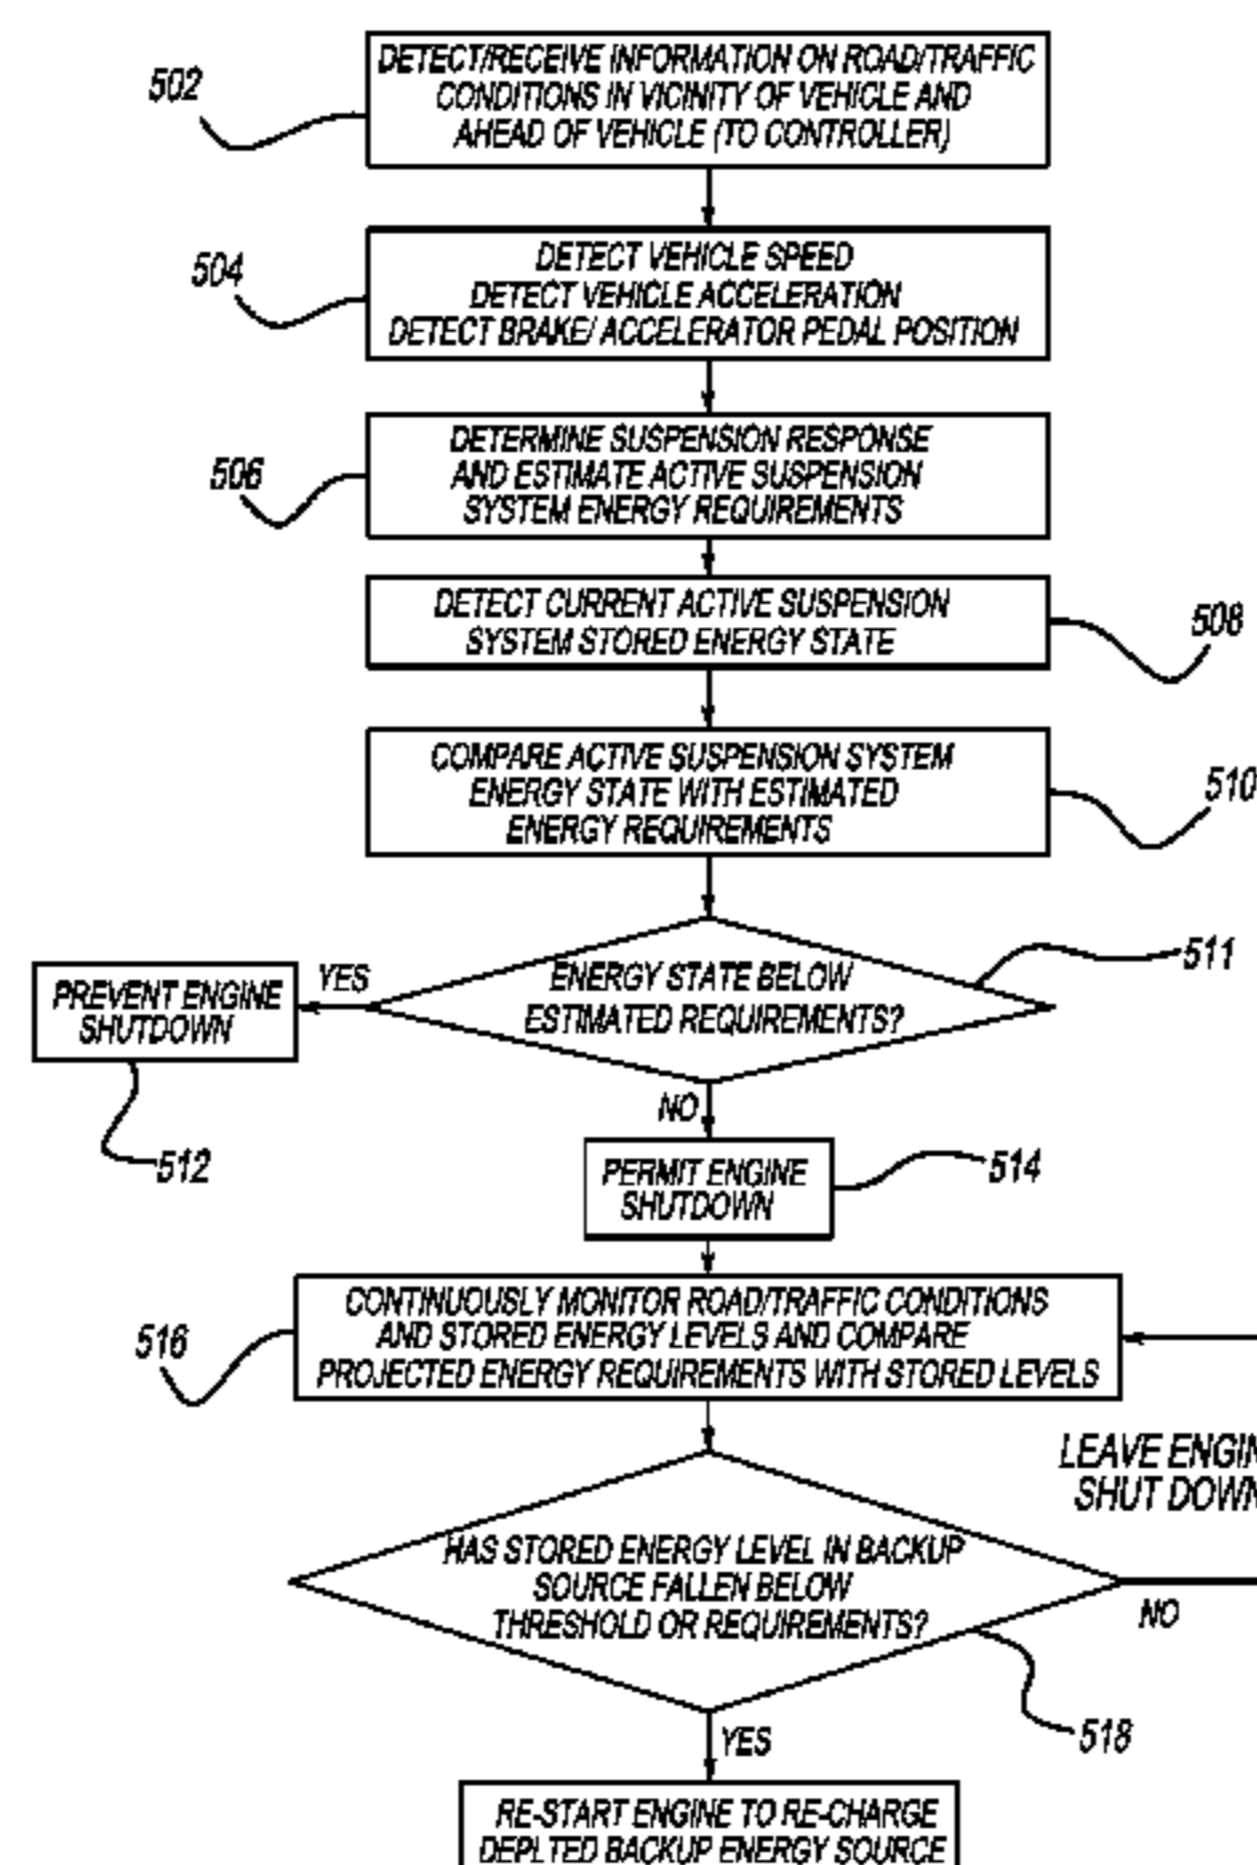 502
DETECT/RECEIVE INFORMATION ON ROAD/TRAFFIC
CONDITIONS IN VICINITY OF VEHICLE AND
AHEAD OF VEHICLE (TO CONTROLLER)
504
DETECT VEHICLE SPEED
DETECT VEHICLE ACCELERATION
DETECT BRAKE/ ACCELERATOR PEDAL POSITION
506
DETERMINE SUSPENSION RESPONSE
AND ESTIMATE ACTIVE SUSPENSION
SYSTEM ENERGY REQUIREMENTS
DETECT CURRENT ACTIVE SUSPENSION
SYSTEM STORED ENERGY STATE
508
COMPARE ACTIVE SUSPENSION SYSTEM
ENERGY STATE WITH ESTIMATED
ENERGY REQUIREMENTS
510
ENERGY STATE BELOW
ESTIMATED REQUIREMENTS?
511
YES
PREVENT ENGINE
SHUTDOWN
512
NO
PERMIT ENGINE
SHUTDOWN
514
516
CONTINUOUSLY MONITOR ROAD/TRAFFIC CONDITIONS
AND STORED ENERGY LEVELS AND COMPARE
PROJECTED ENERGY REQUIREMENTS WITH STORED LEVELS
LEAVE ENGIN
SHUT DOWN
HAS STORED ENERGY LEVEL IN BACKUP
SOURCE FALLEN BELOW
THRESHOLD OR REQUIREMENTS?
NO
518
YES
RE-START ENGINE TO RE-CHARGE
DEPLTED BACKUP ENERGY SOURCE